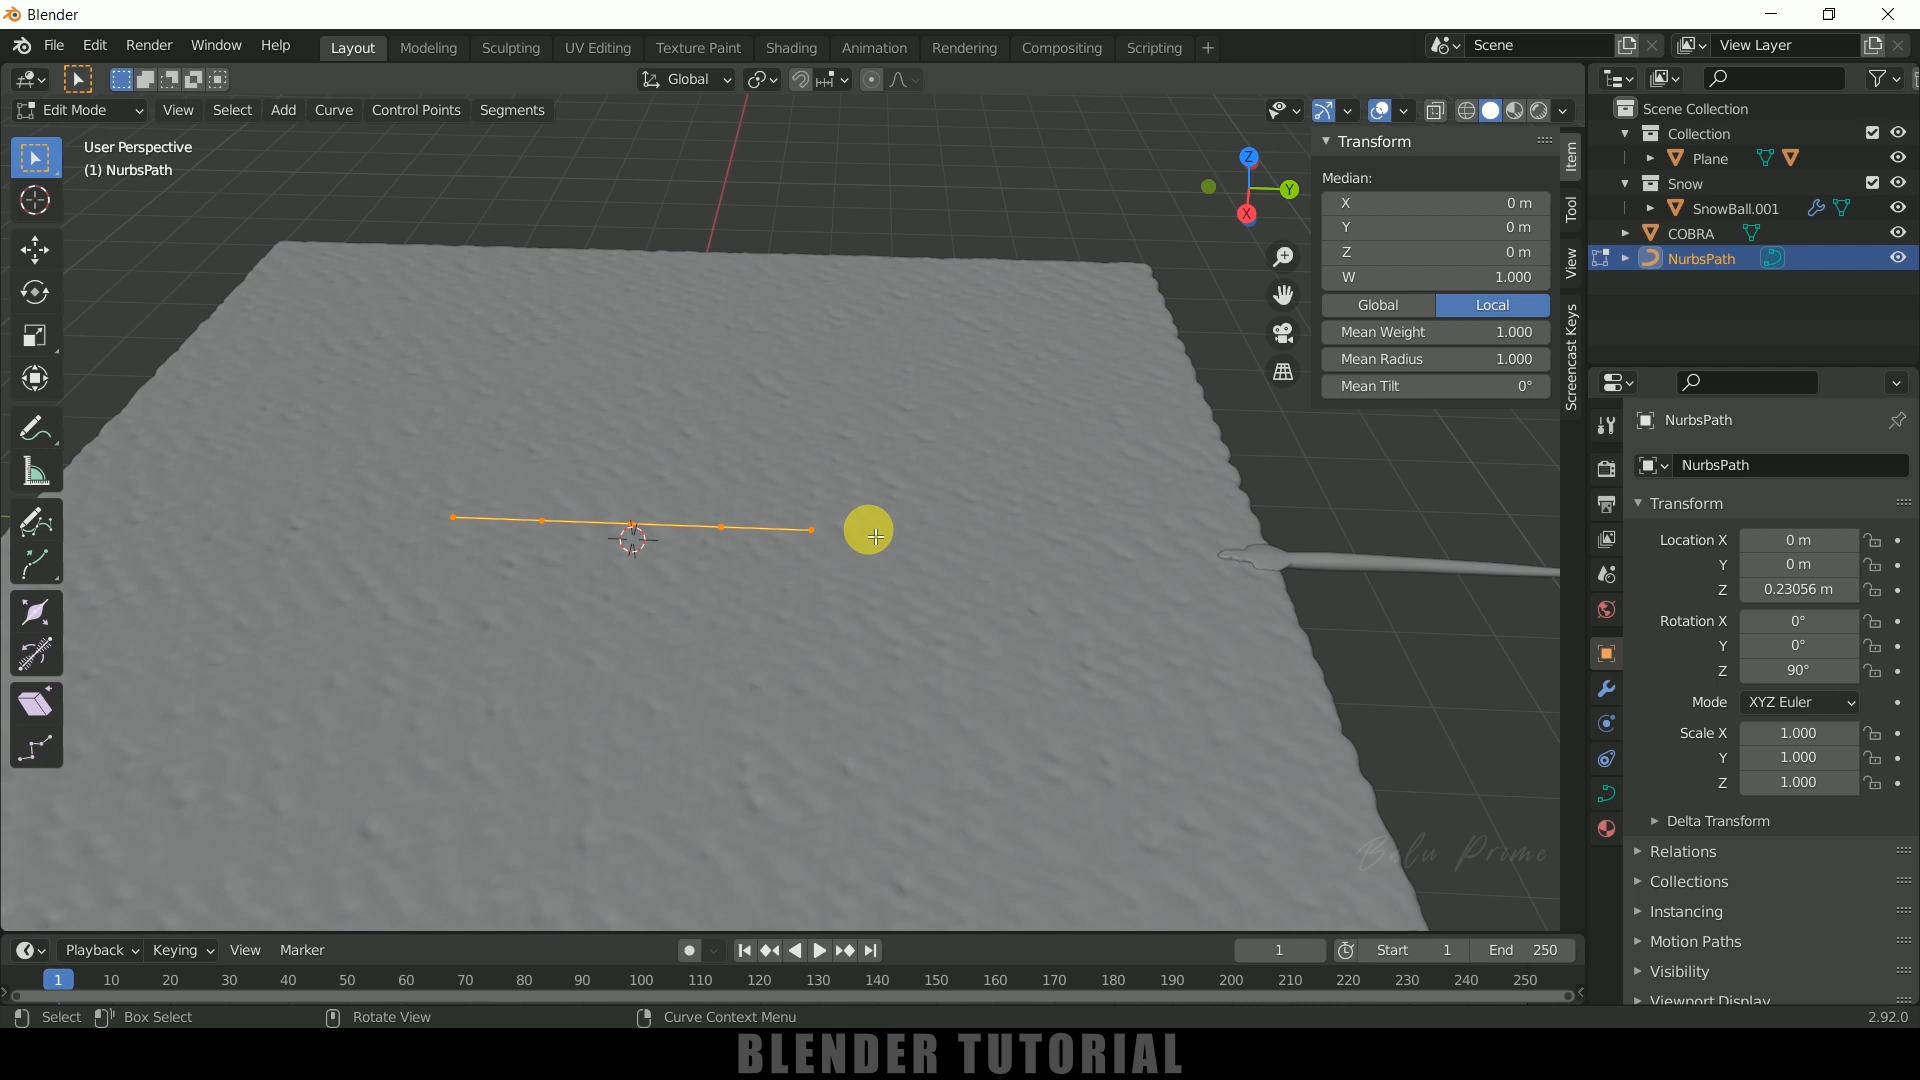 Blender
File Edit Render Window Help Layout Modeling Sculpting UV Editing Texture Paint Shading Animation Rendering Compositing Scripting + Scene View Layer
Global
Edit Mode View Select Add Curve Control Points Segments
User Perspective
(1) NurbsPath
Z
Y
X
Transform
Median:
X 0 m
Y 0 m
Z 0 m
W 1.000
Global Local
Mean Weight 1.000
Mean Radius 1.000
Mean Tilt 0°
Item
Tool
View
Screencast Keys
Scene Collection
Collection
Plane
Snow
SnowBall.001
COBRA
NurbsPath
NurbsPath
NurbsPath
Transform
Location X 0 m
Y 0 m
Z 0.23056 m
Rotation X 0°
Y 0°
Z 90°
Mode XYZ Euler
Scale X 1.000
Y 1.000
Z 1.000
Delta Transform
Relations
Collections
Instancing
Motion Paths
Visibility
Viewport Display
Balu Prime
Playback Keying View Marker 1 Start 1 End 250
1 10 20 30 40 50 60 70 80 90 100 110 120 130 140 150 160 170 180 190 200 210 220 230 240 250
Select Box Select Rotate View Curve Context Menu 2.92.0
BLENDER TUTORIAL